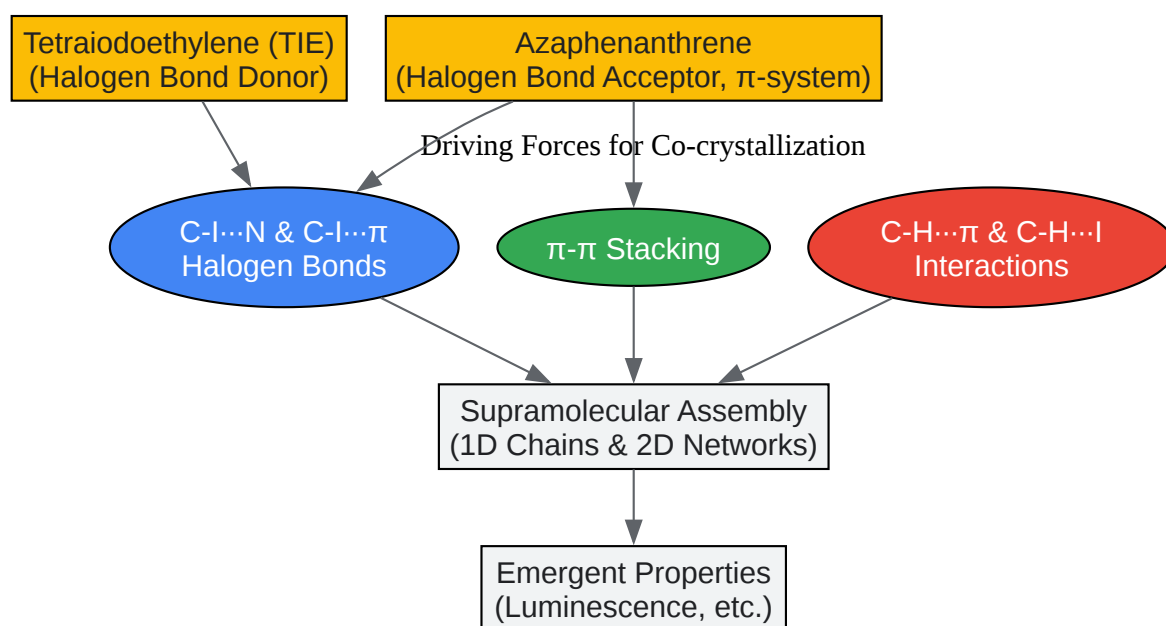 Tetraiodoethylene (TIE)
(Halogen Bond Donor)
Azaphenanthrene
(Halogen Bond Acceptor, π-system)
Driving Forces for Co-crystallization
C-I···N & C-I···π
Halogen Bonds
π-π Stacking
C-H···π & C-H···I
Interactions
Supramolecular Assembly
(1D Chains & 2D Networks)
Emergent Properties
(Luminescence, etc.)